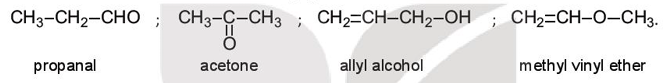 CH₃–CH₂–CHO ; CH₃–C–CH₃ ; CH₂=CH–CH₂–OH ; CH₂=CH–O–CH₃.
O
propanal acetone allyl alcohol methyl vinyl ether